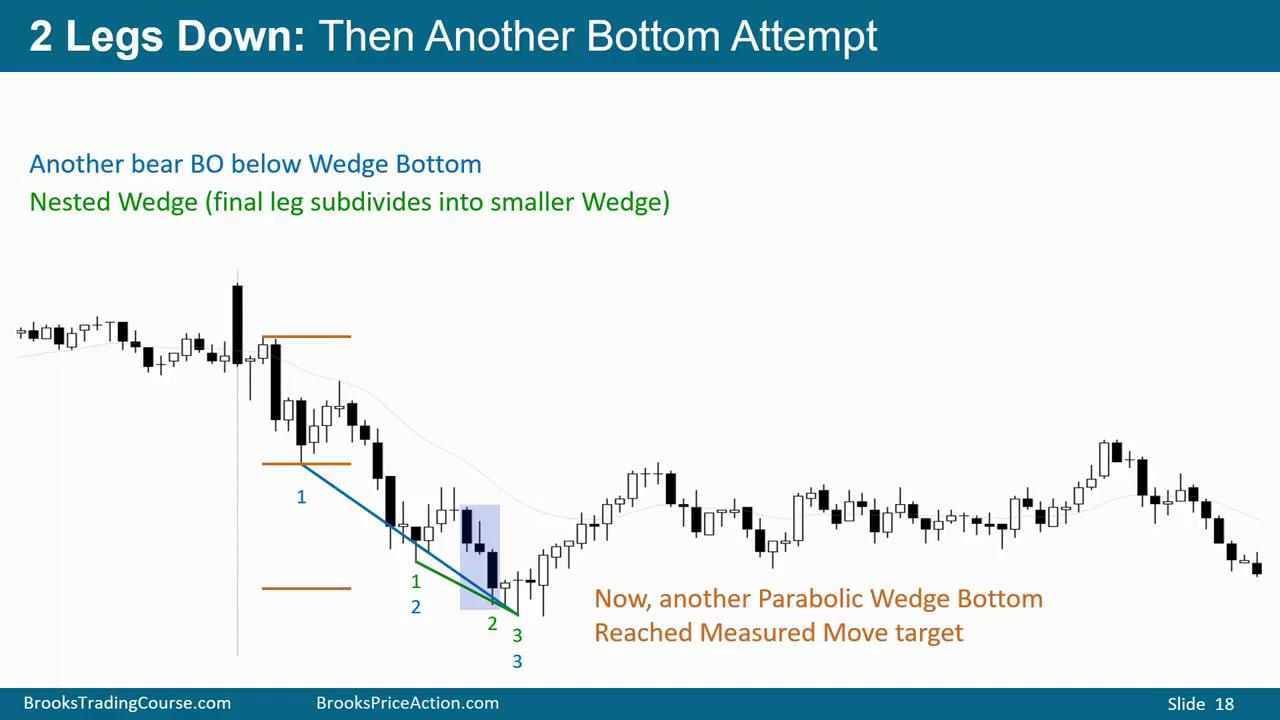 2 Legs Down: Then Another Bottom Attempt
Another bear BO below Wedge Bottom
Nested Wedge (final leg subdivides into smaller Wedge)
1
1
2
2
3
3
Now, another Parabolic Wedge Bottom
Reached Measured Move target
BrooksTradingCourse.com
BrooksPriceAction.com
Slide 18